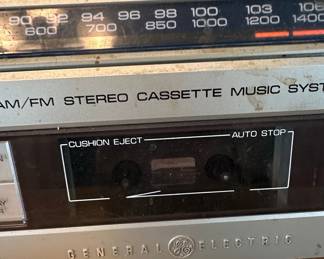 90 92 94 96 98 100 103 106
600 700 850 1000 1200 1400
AM/FM STEREO CASSETTE MUSIC SYST
CUSHION EJECT AUTO STOP
GENERAL GE ELECTRIC